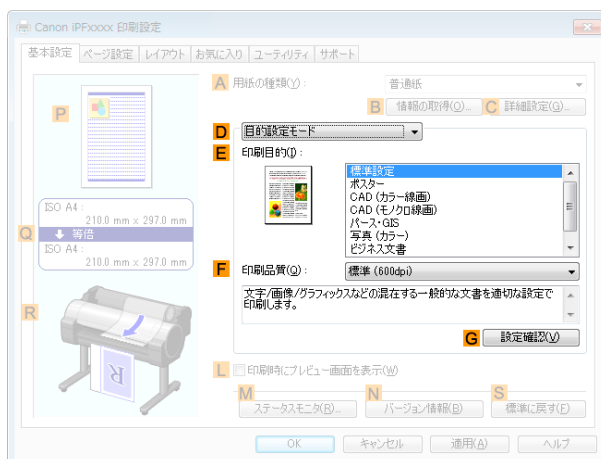 Canon iPFxxxx 印刷設定
基本設定 ページ設定 レイアウト お気に入り ユーティリティ サポート
A 用紙の種類(Y): 普通紙
B 情報の取得(O)... C 詳細設定(G)...
P
D 目的設定モード
E 印刷目的(I):
標準設定
ポスター
CAD (カラー線画)
CAD (モノクロ線画)
パース・GIS
写真 (カラー)
ビジネス文書
ISO A4 :
210.0 mm x 297.0 mm
Q 等倍
ISO A4 :
210.0 mm x 297.0 mm
F 印刷品質(Q): 標準 (600dpi)
文字/画像/グラフィックスなどの混在する一般的な文書を適切な設定で
印刷します。
R
G 設定確認(V)
L 印刷時にプレビュー画面を表示(W)
M N S
ステータスモニタ(R)... バージョン情報(B) 標準に戻す(F)
OK キャンセル 適用(A) ヘルプ